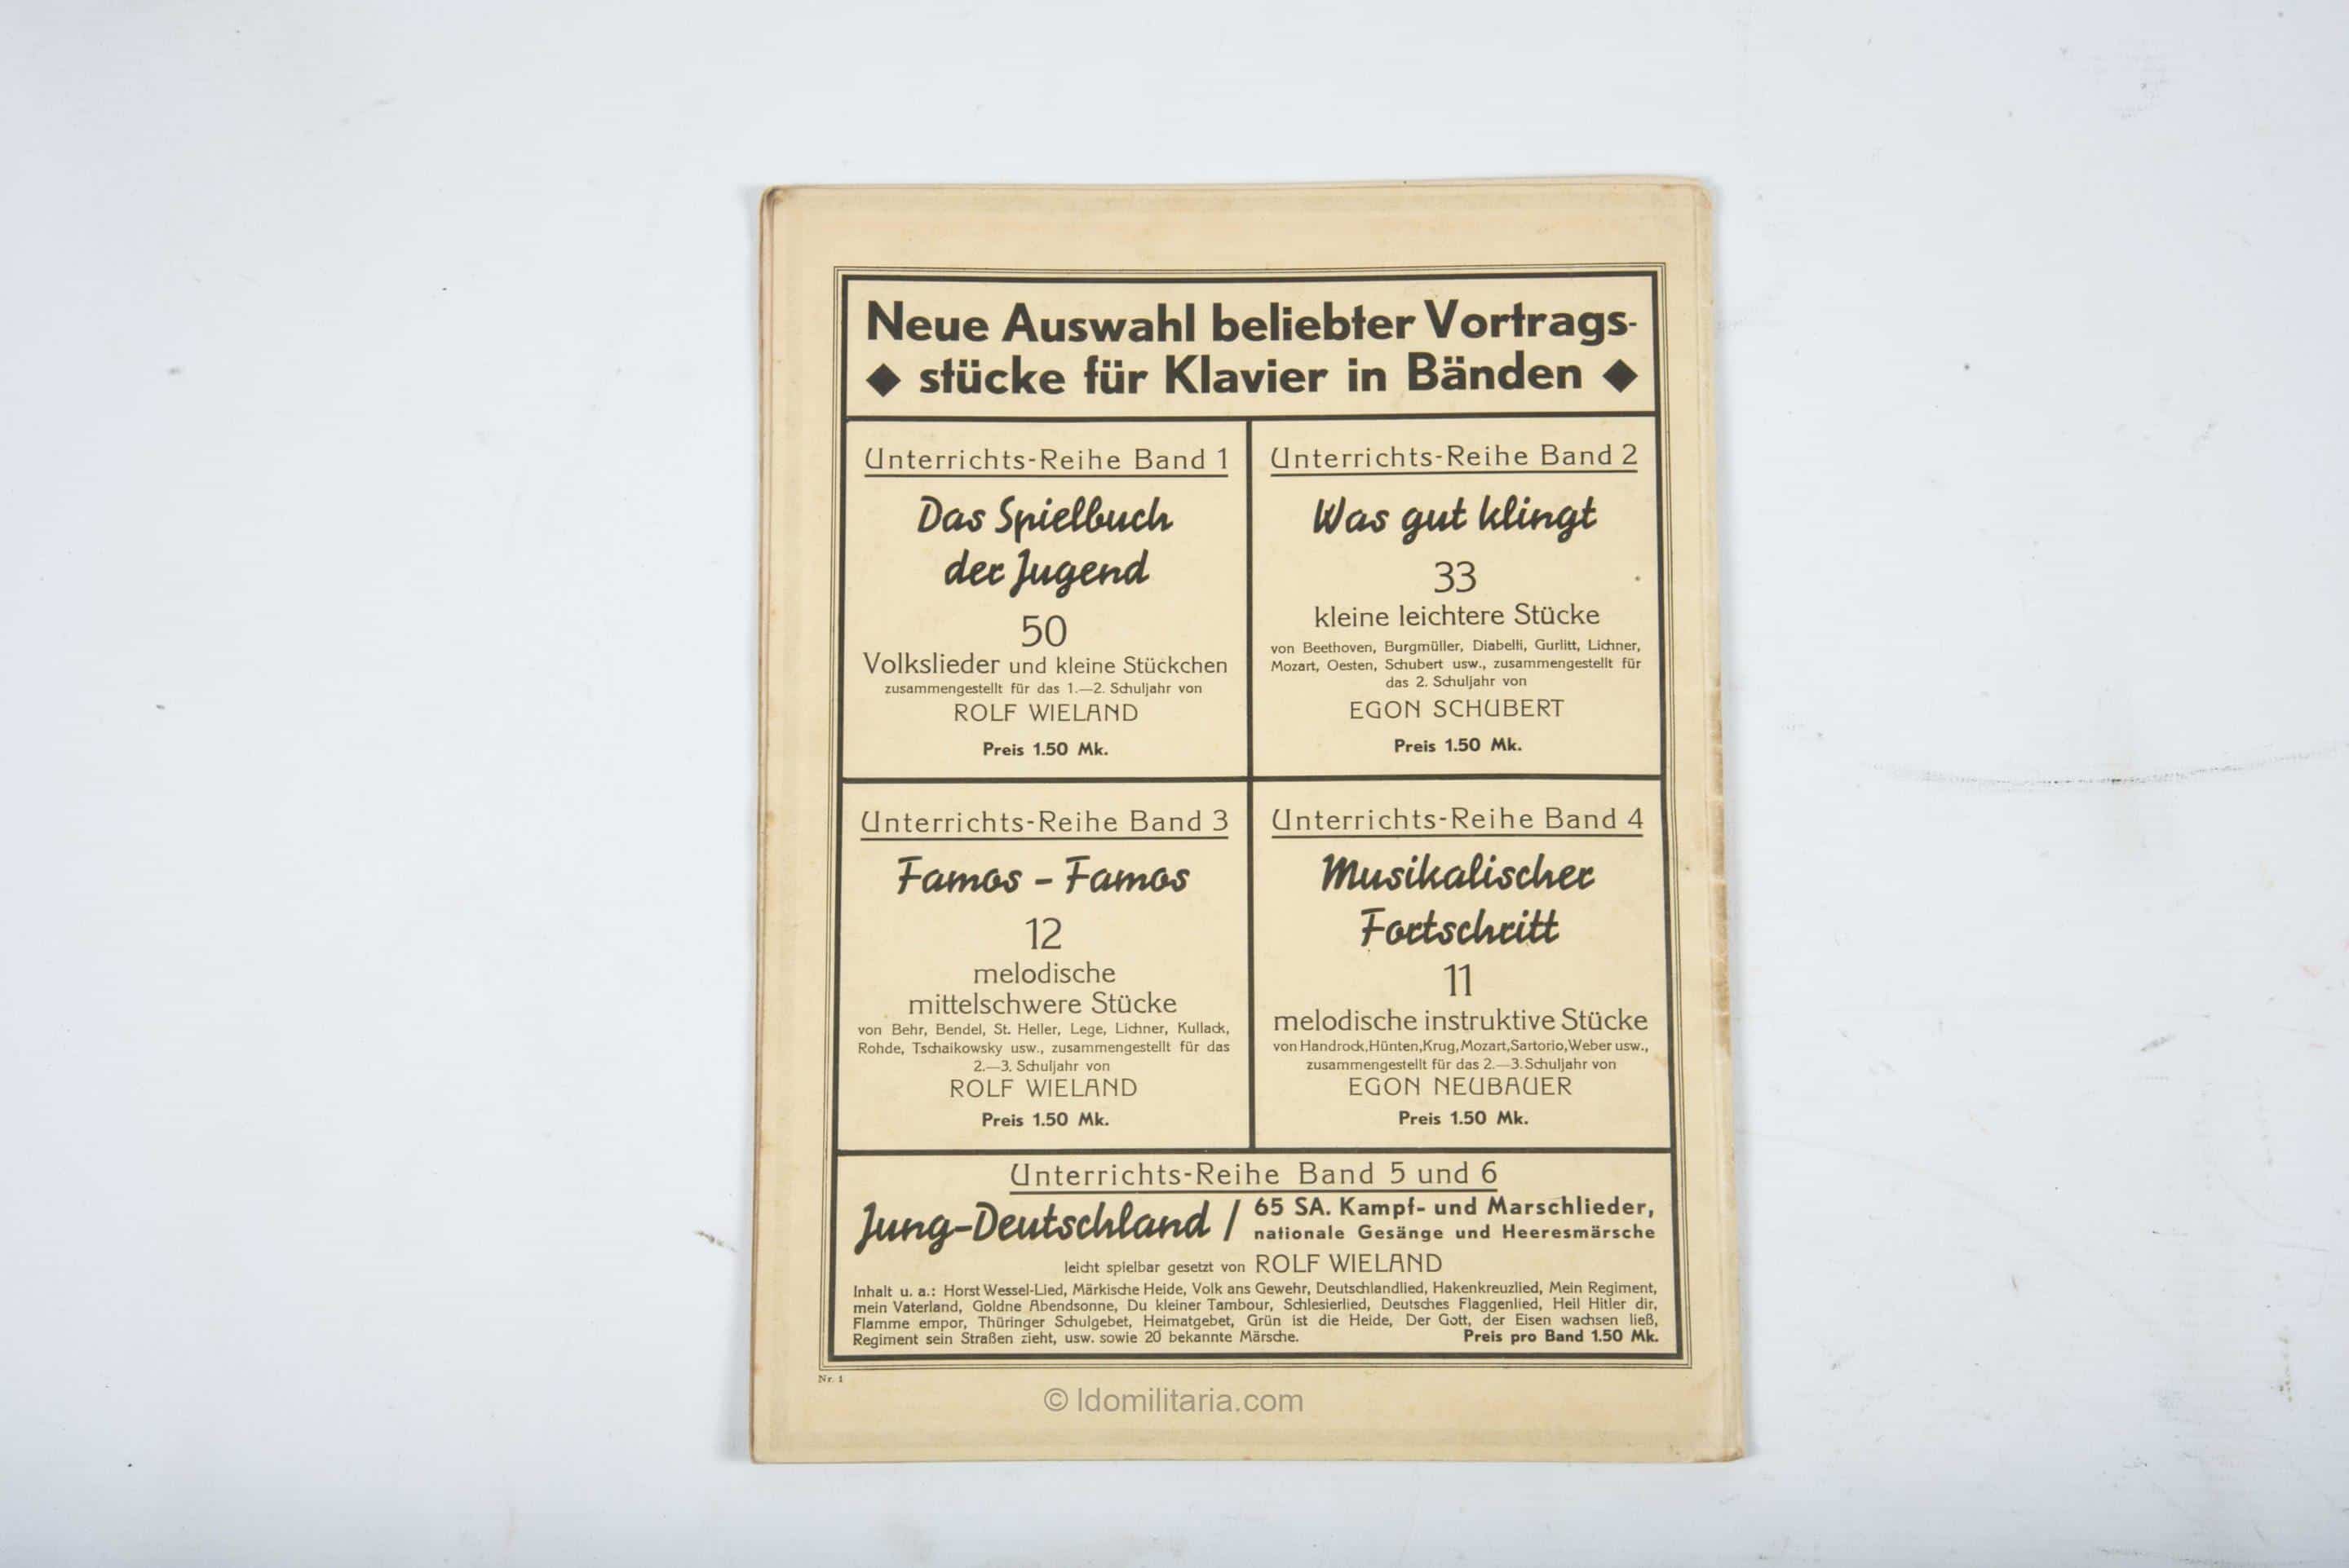 Neue Auswahl beliebter Vortrags-
◆ stücke für Klavier in Bänden ◆
Unterrichts-Reihe Band 1
Das Spielbuch
der Jugend
50
Volkslieder und kleine Stückchen
zusammengestellt für das 1.—2. Schuljahr von
ROLF WIELAND
Preis 1.50 Mk.
Unterrichts-Reihe Band 2
Was gut klingt
33
kleine leichtere Stücke
von Beethoven, Burgmüller, Diabelli, Gurlitt, Lichner,
Mozart, Oesten, Schubert usw., zusammengestellt für
das 2. Schuljahr von
EGON SCHUBERT
Preis 1.50 Mk.
Unterrichts-Reihe Band 3
Famos - Famos
12
melodische
mittelschwere Stücke
von Behr, Bendel, St. Heller, Lege, Lichner, Kullack,
Rohde, Tschaikowsky usw., zusammengestellt für das
2.—3. Schuljahr von
ROLF WIELAND
Preis 1.50 Mk.
Unterrichts-Reihe Band 4
Musikalischer
Fortschritt
11
melodische instruktive Stücke
von Handrock, Hünten, Krug, Mozart, Sartorio, Weber usw.,
zusammengestellt für das 2.—3. Schuljahr von
EGON NEUBAUER
Preis 1.50 Mk.
Unterrichts-Reihe Band 5 und 6
Jung-Deutschland / 65 SA. Kampf- und Marschlieder,
nationale Gesänge und Heeresmärsche
leicht spielbar gesetzt von ROLF WIELAND
Inhalt u. a.: Horst Wessel-Lied, Märkische Heide, Volk ans Gewehr, Deutschlandlied, Hakenkreuzlied, Mein Regiment,
mein Vaterland, Goldne Abendsonne, Du kleiner Tambour, Schlesierlied, Deutsches Flaggenlied, Heil Hitler dir,
Flamme empor, Thüringer Schulgebet, Heimatgebet, Grün ist die Heide, Der Gott, der Eisen wachsen ließ,
Regiment sein Straßen zieht, usw. sowie 20 bekannte Märsche. Preis pro Band 1.50 Mk.
Nr. 1
© Idomilitaria.com